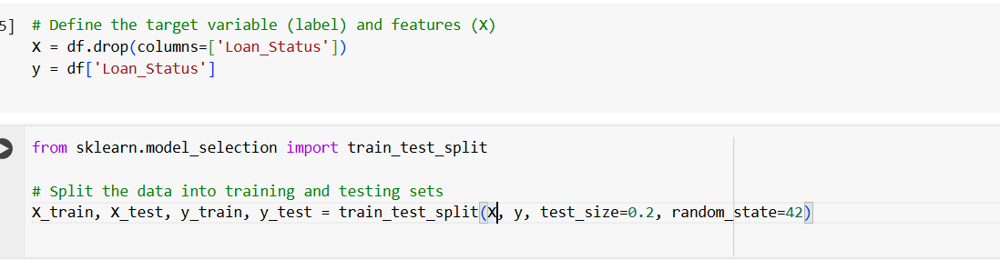 5] # Define the target variable (label) and features (X)
X = df.drop(columns=['Loan_Status'])
y = df['Loan_Status']
from sklearn.model_selection import train_test_split
# Split the data into training and testing sets
X_train, X_test, y_train, y_test = train_test_split(X, y, test_size=0.2, random_state=42)